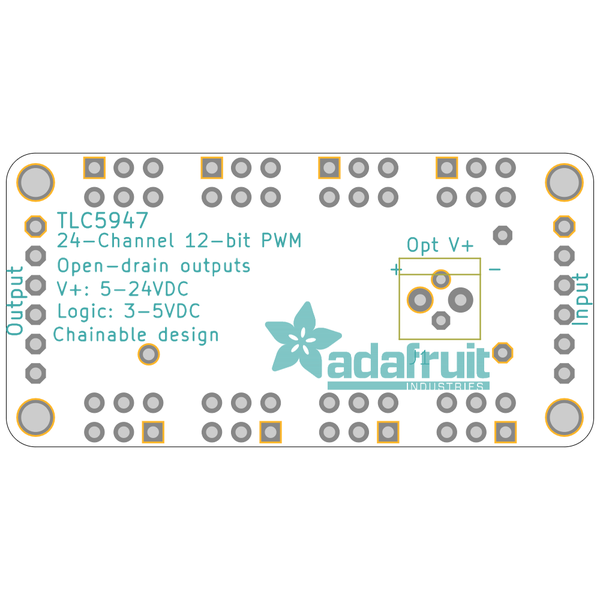 TLC5947
24-Channel 12-bit PWM
Open-drain outputs
V+: 5-24VDC
Logic: 3-5VDC
Chainable design
Output
Opt V+
+ -
Input
J1
adafruit
INDUSTRIES